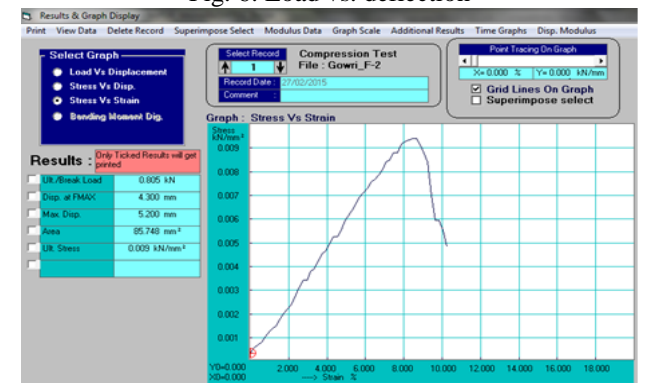 Fig. 6. Load vs. deflection
Results & Graph Display
Print View Data Delete Record Superimpose Select Modulus Data Graph Scale Additional Results Time Graphs Disp. Modulus
Select Graph
Load Vs Displacement
Stress Vs Disp.
Stress Vs Strain
Bending Moment Dig.
Select Record
1
Compression Test
File : Gowri_F-2
Record Date : 27/02/2015
Comment :
Point Tracing On Graph
X= 0.000 % Y= 0.000 kN/mm
Grid Lines On Graph
Superimpose select
Results : Only Ticked Results will get printed
Ult./Break Load 0.805 kN
Disp. at FMAX 4.300 mm
Max. Disp. 5.200 mm
Area 85.748 mm²
Ult. Stress 0.009 kN/mm²
Graph : Stress Vs Strain
Stress
kN/mm²
0.009
0.008
0.007
0.006
0.005
0.004
0.003
0.002
0.001
Y0=0.000
X0=0.000
2.000 4.000 6.000 8.000 10.000 12.000 14.000 16.000 18.000
---> Strain %